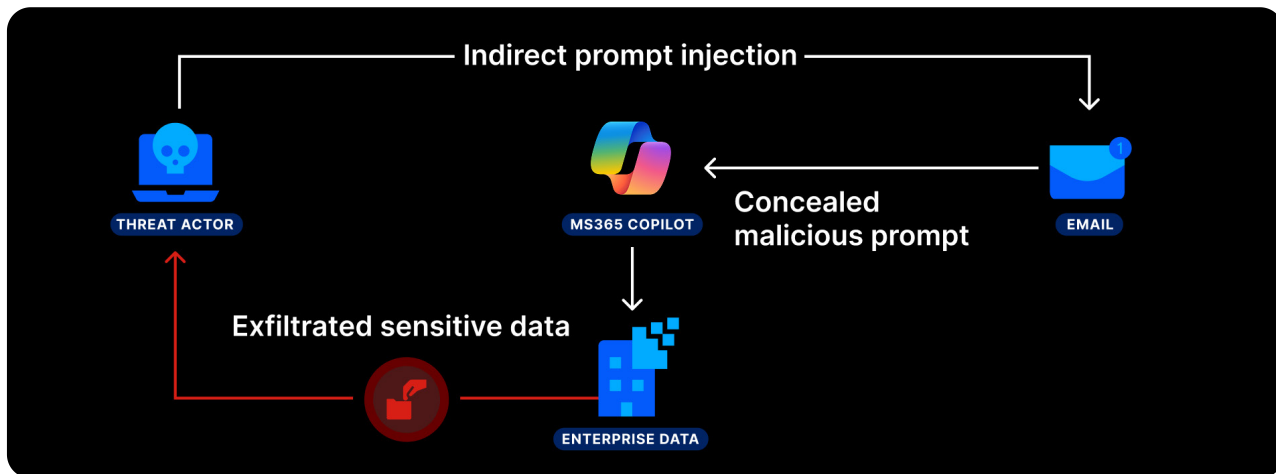 Indirect prompt injection
1
THREAT ACTOR
MS365 COPILOT
Concealed
malicious prompt
EMAIL
Exfiltrated sensitive data
ENTERPRISE DATA